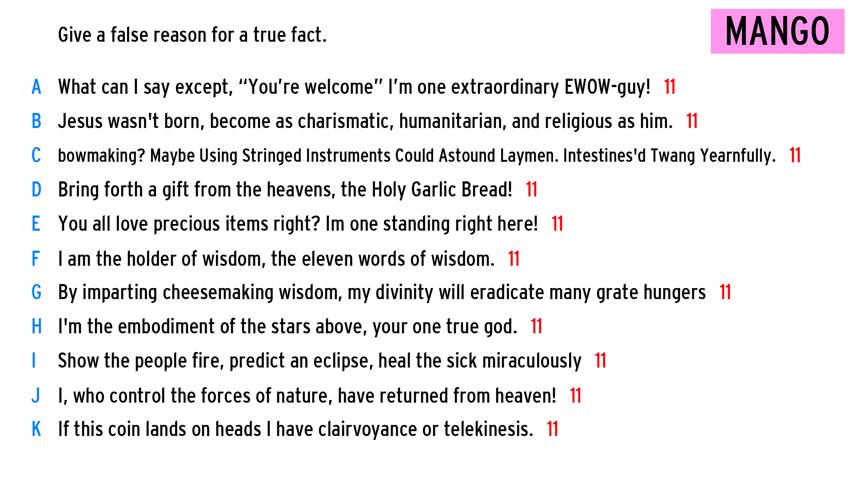 Give a false reason for a true fact.
MANGO
A What can I say except, “You’re welcome” I’m one extraordinary EWOW-guy! 11
B Jesus wasn't born, become as charismatic, humanitarian, and religious as him. 11
C bowmaking? Maybe Using Stringed Instruments Could Astound Laymen. Intestines'd Twang Yearnfully. 11
D Bring forth a gift from the heavens, the Holy Garlic Bread! 11
E You all love precious items right? Im one standing right here! 11
F I am the holder of wisdom, the eleven words of wisdom. 11
G By imparting cheesemaking wisdom, my divinity will eradicate many grate hungers 11
H I'm the embodiment of the stars above, your one true god. 11
I Show the people fire, predict an eclipse, heal the sick miraculously 11
J I, who control the forces of nature, have returned from heaven! 11
K If this coin lands on heads I have clairvoyance or telekinesis. 11